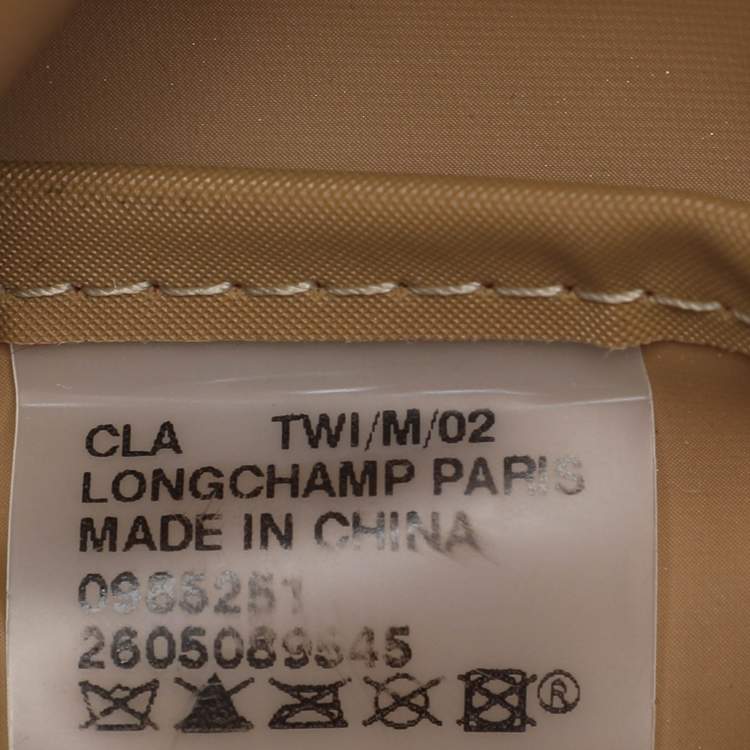 CLA TWI/M/02
LONGCHAMP PARIS
MADE IN CHINA
2605089545
®